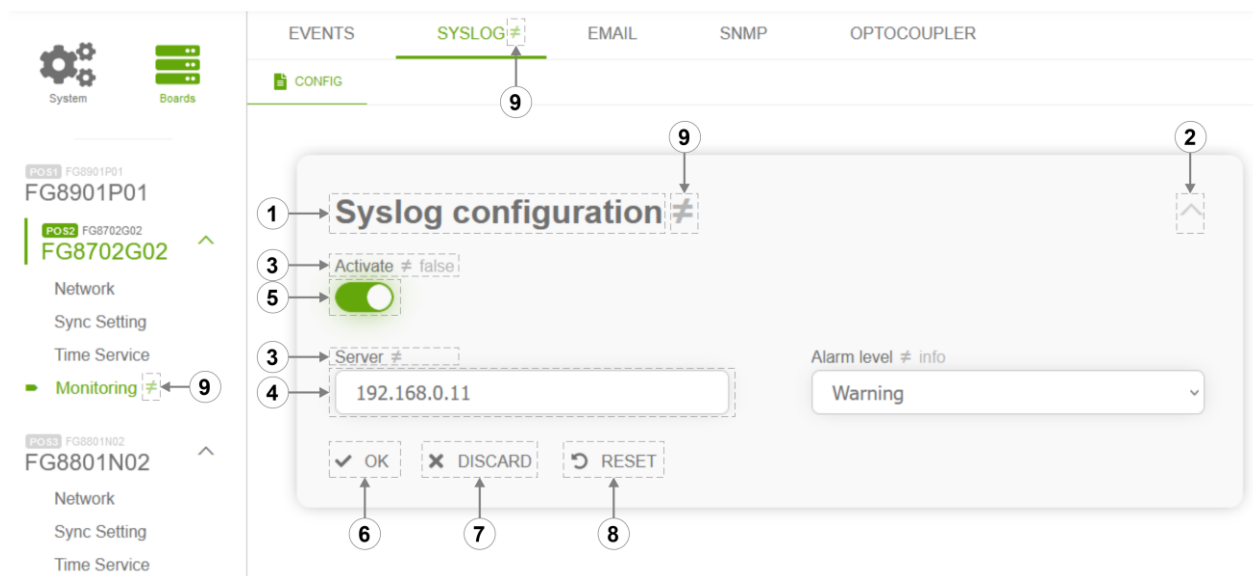 EVENTS SYSLOG ≠ EMAIL SNMP OPTOCOUPLER
System Boards
CONFIG
9
9 2
POS1 FG8901P01
FG8901P01
1 Syslog configuration ≠
POS2 FG8702G02
FG8702G02
3 Activate ≠ false
5
Network
Sync Setting
Time Service
Monitoring ≠ 9
3 Server ≠ Alarm level ≠ info
4 192.168.0.11 Warning
POS3 FG8801N02
FG8801N02
OK DISCARD RESET
Network
Sync Setting
Time Service
6 7 8